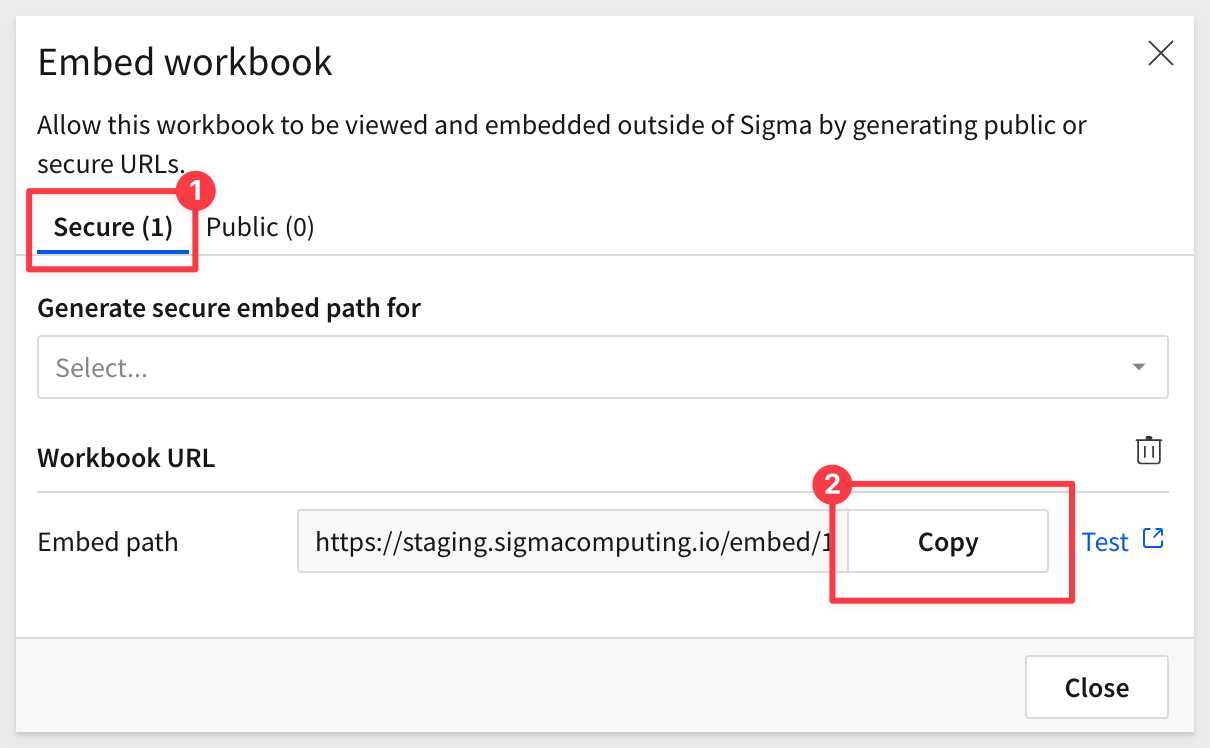 Embed workbook
Allow this workbook to be viewed and embedded outside of Sigma by generating public or
secure URLs.
1
Secure (1) Public (0)
Generate secure embed path for
Select...
Workbook URL
2
Embed path https://staging.sigmacomputing.io/embed/1 Copy Test
Close